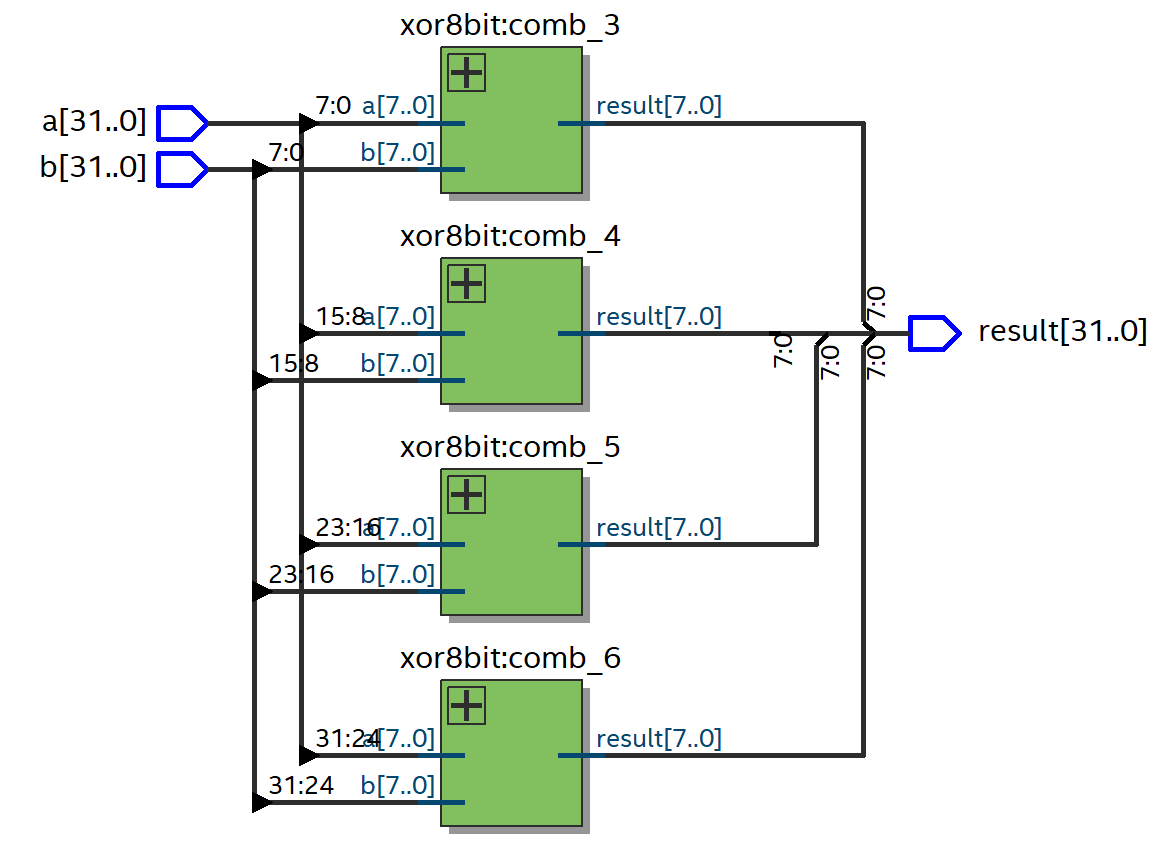 xor8bit:comb_3
a[31..0]
7:0
a[7..0]
result[7..0]
b[31..0]
7:0
b[7..0]
xor8bit:comb_4
15:8
a[7..0]
result[7..0]
15:8
b[7..0]
7:0
7:0
7:0
7:0
result[31..0]
xor8bit:comb_5
23:16
a[7..0]
result[7..0]
23:16
b[7..0]
xor8bit:comb_6
31:24
a[7..0]
result[7..0]
31:24
b[7..0]